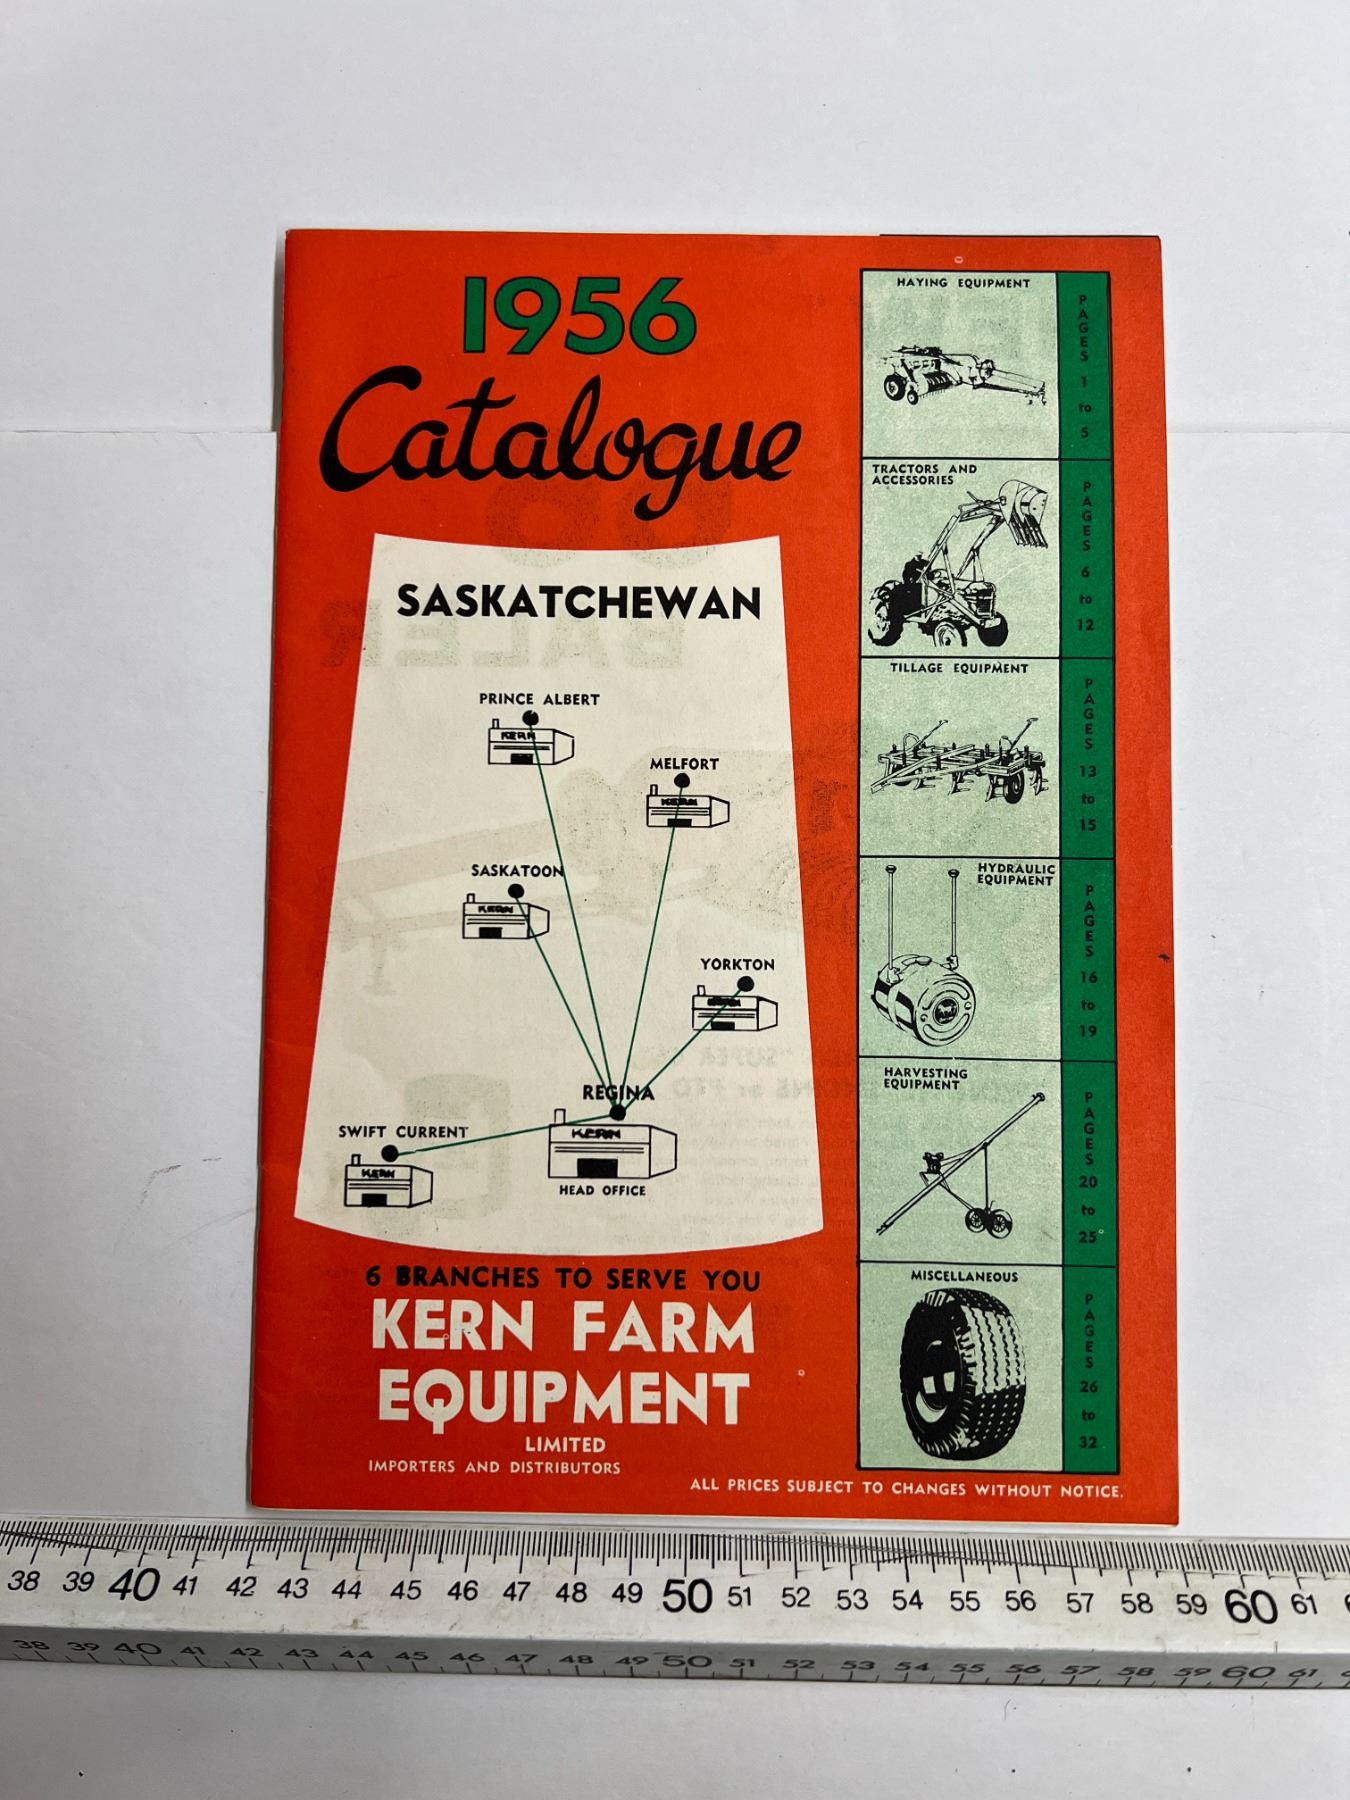 1956
Catalogue
SASKATCHEWAN
PRINCE ALBERT
KERN
MELFORT
KERN
SASKATOON
KERN
YORKTON
KERN
REGINA
KERN
HEAD OFFICE
SWIFT CURRENT
KERN
6 BRANCHES TO SERVE YOU
KERN FARM
EQUIPMENT
LIMITED
IMPORTERS AND DISTRIBUTORS
ALL PRICES SUBJECT TO CHANGES WITHOUT NOTICE.
HAYING EQUIPMENT
PAGES 1 to 5
TRACTORS AND
ACCESSORIES
PAGES 6 to 12
TILLAGE EQUIPMENT
PAGES 13 to 15
HYDRAULIC
EQUIPMENT
PAGES 16 to 19
HARVESTING
EQUIPMENT
PAGES 20 to 25
MISCELLANEOUS
PAGES 26 to 32
38 39 40 41 42 43 44 45 46 47 48 49 50 51 52 53 54 55 56 57 58 59 60 61
38 39 40 41 42 43 44 45 46 47 48 49 50 51 52 53 54 55 56 57 58 59 60 61